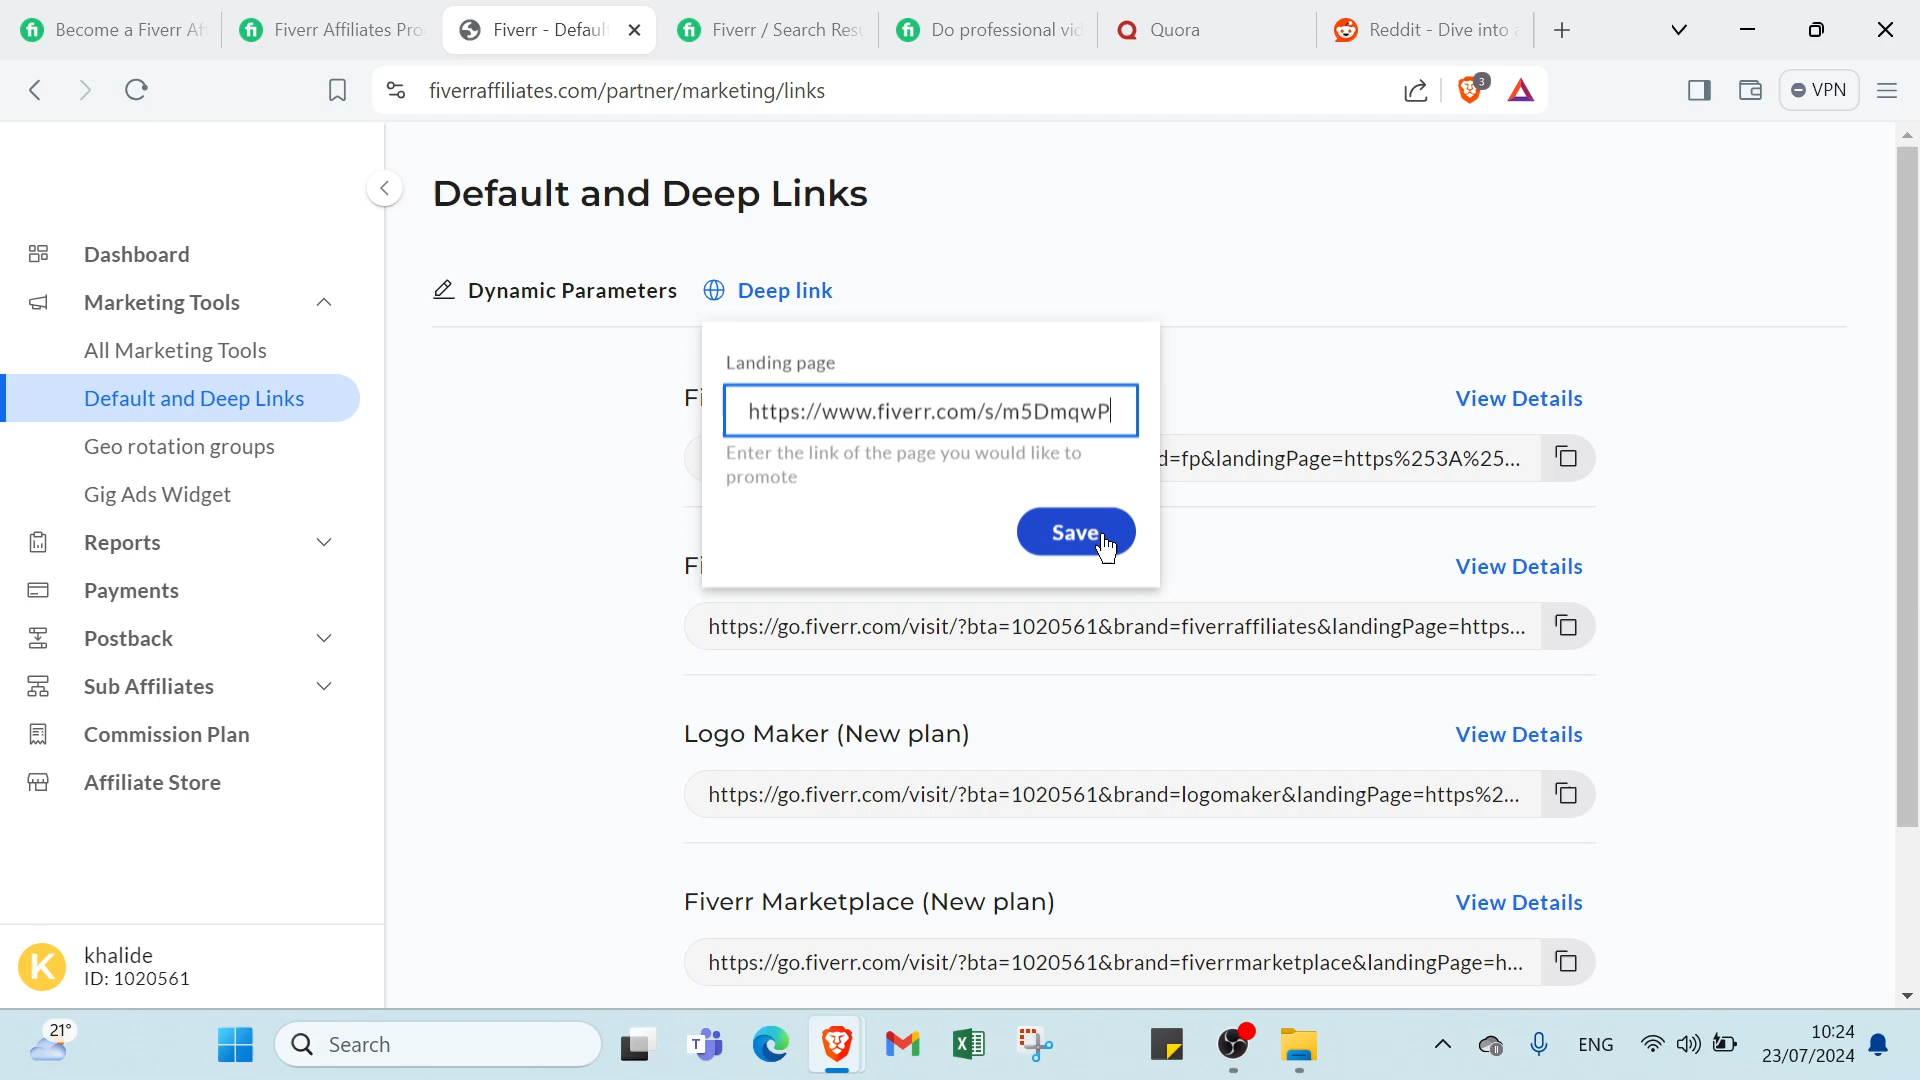 Become a Fiverr Af
Fiverr Affiliates Pro
Fiverr - Defaul
Fiverr / Search Res
Do professional vid
Quora
Reddit - Dive into a
fiverraffiliates.com/partner/marketing/links
3
VPN
Default and Deep Links
Dynamic Parameters
Deep link
Dashboard
Marketing Tools
All Marketing Tools
Default and Deep Links
Geo rotation groups
Gig Ads Widget
Reports
Payments
Postback
Sub Affiliates
Commission Plan
Affiliate Store
K
khalide
ID: 1020561
Landing page
https://www.fiverr.com/s/m5DmqwP
Enter the link of the page you would like to
promote
Save
Fi
View Details
d=fp&landingPage=https%253A%25...
Fi
View Details
https://go.fiverr.com/visit/?bta=1020561&brand=fiverraffiliates&landingPage=https...
Logo Maker (New plan)
View Details
https://go.fiverr.com/visit/?bta=1020561&brand=logomaker&landingPage=https%2...
Fiverr Marketplace (New plan)
View Details
https://go.fiverr.com/visit/?bta=1020561&brand=fiverrmarketplace&landingPage=h...
21°
Search
ENG
10:24
23/07/2024